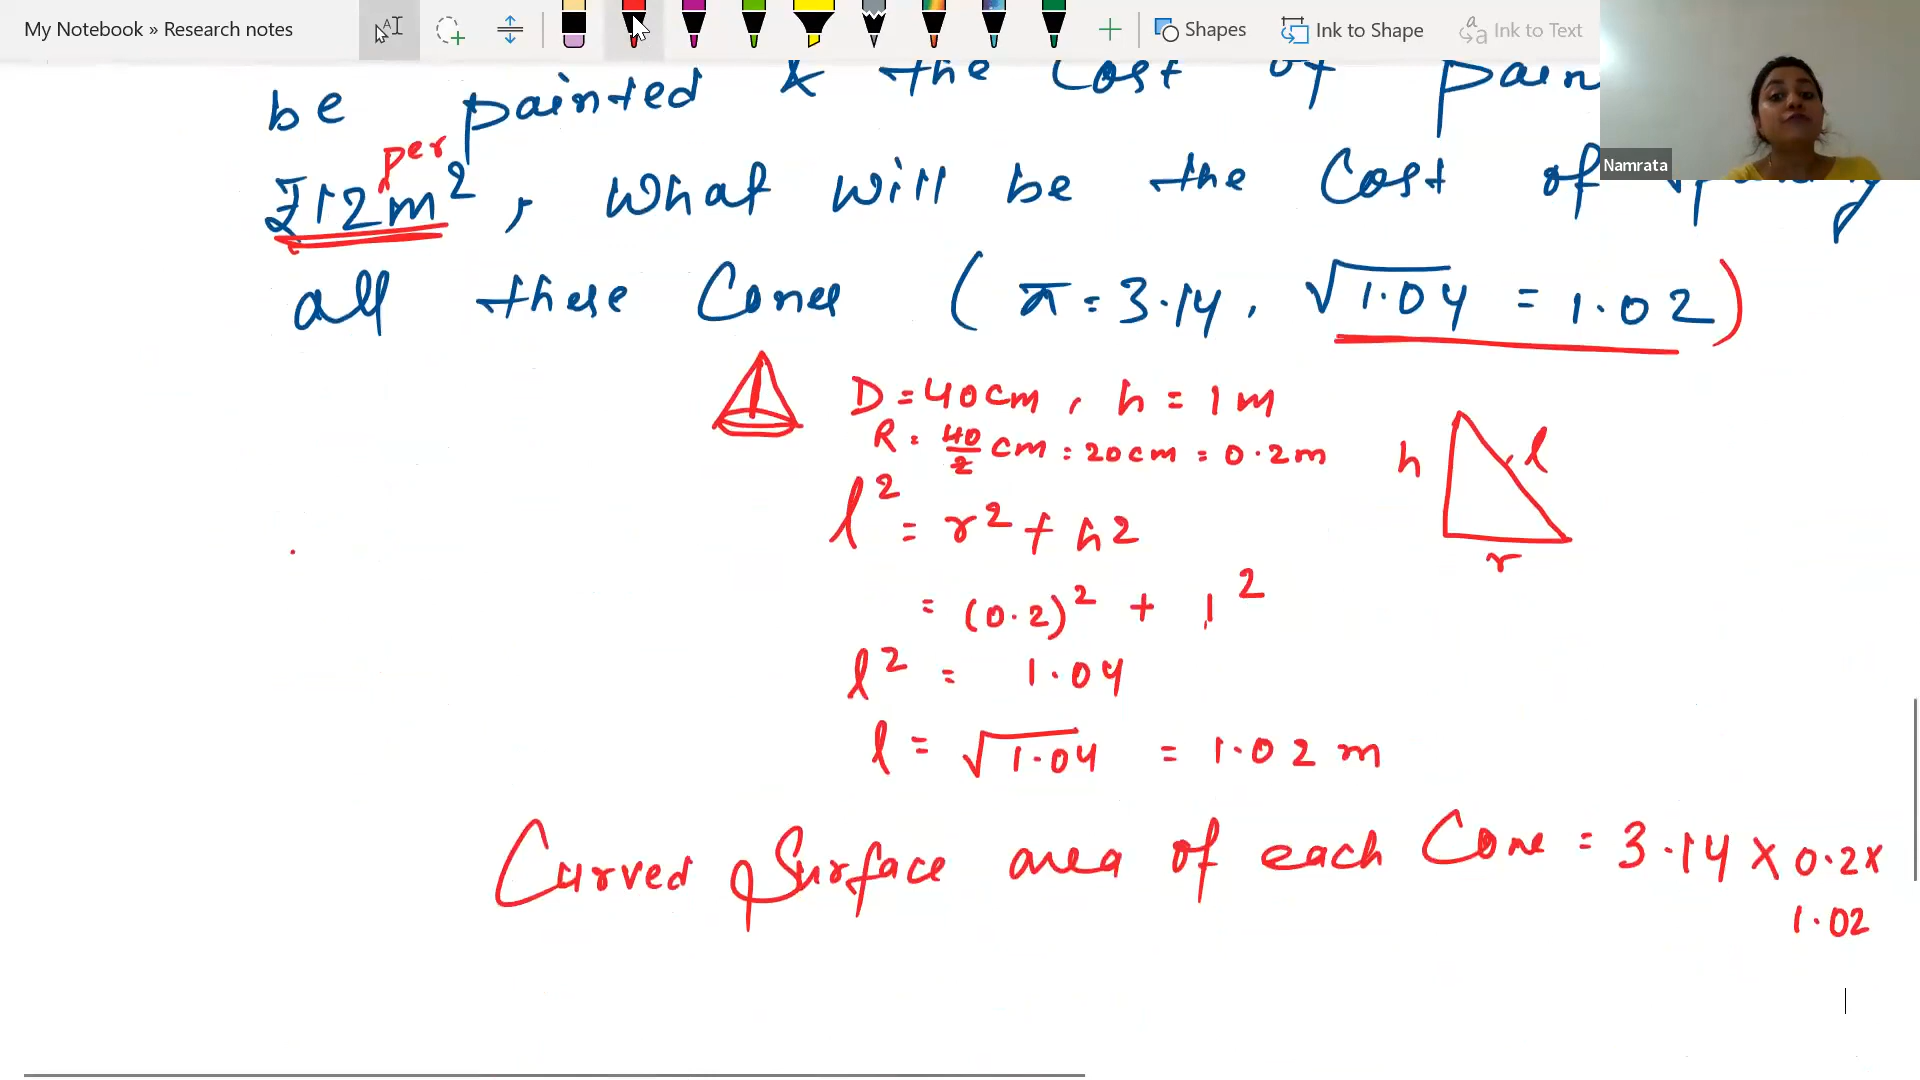 My Notebook » Research notes
Shapes
Ink to Shape
Ink to Text
Namrata
be painted & the Cost of pain
per
₹12m², What will be the Cost of
all these Cones (π = 3.14, √1.04 = 1.02)
D = 40cm, h = 1m
R = 40/2 cm = 20cm = 0.2m
h
l
r
l² = r² + h2
= (0.2)² + 1²
l² = 1.04
l = √1.04 = 1.02 m
Curved Surface area of each Cone = 3.14 × 0.2 ×
1.02